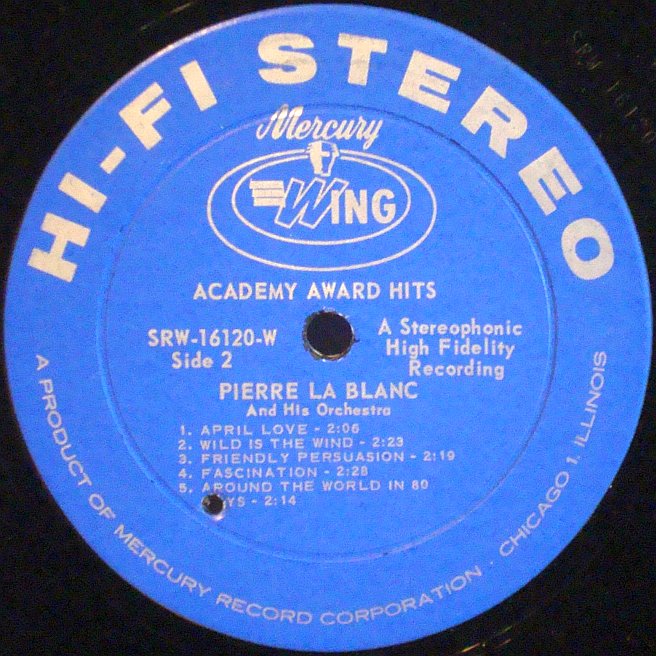 HI-FI STEREO
Mercury
WING
ACADEMY AWARD HITS
SRW-16120-W
Side 2
A Stereophonic
High Fidelity
Recording
PIERRE LA BLANC
And His Orchestra
1. APRIL LOVE - 2:06
2. WILD IS THE WIND - 2:23
3. FRIENDLY PERSUASION - 2:19
4. FASCINATION - 2:28
5. AROUND THE WORLD IN 80
YS - 2:14
A PRODUCT OF MERCURY RECORD CORPORATION · CHICAGO 1, ILLINOIS